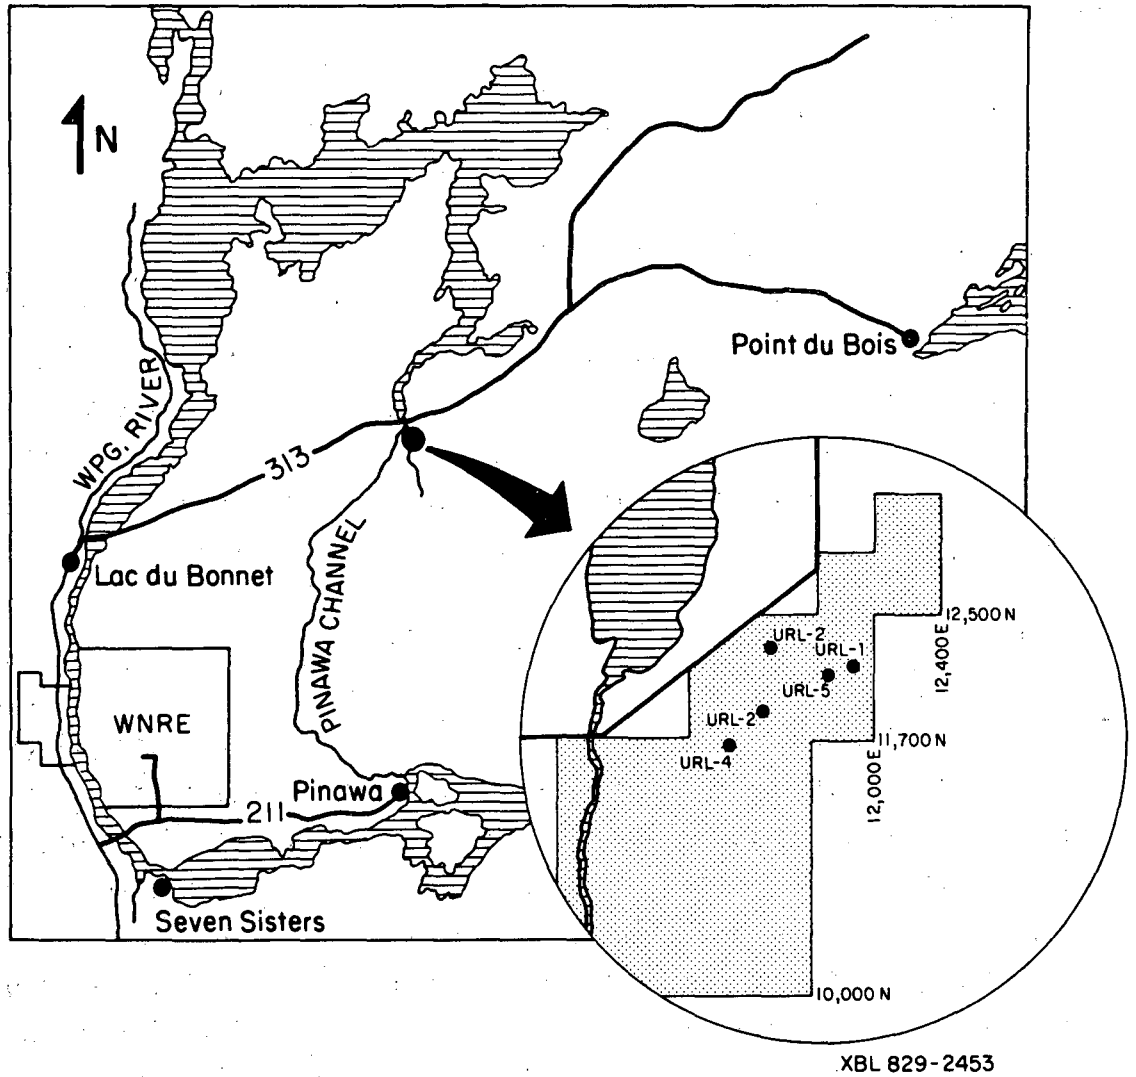 N
WPG. RIVER
Point du Bois
313
Lac du Bonnet
PINAWA CHANNEL
12,500 N
URL-2
URL-1
12,400 E
URL-5
URL-2
WNRE
11,700 N
URL-4
12,000 E
Pinawa
211
Seven Sisters
10,000 N
XBL 829-2453